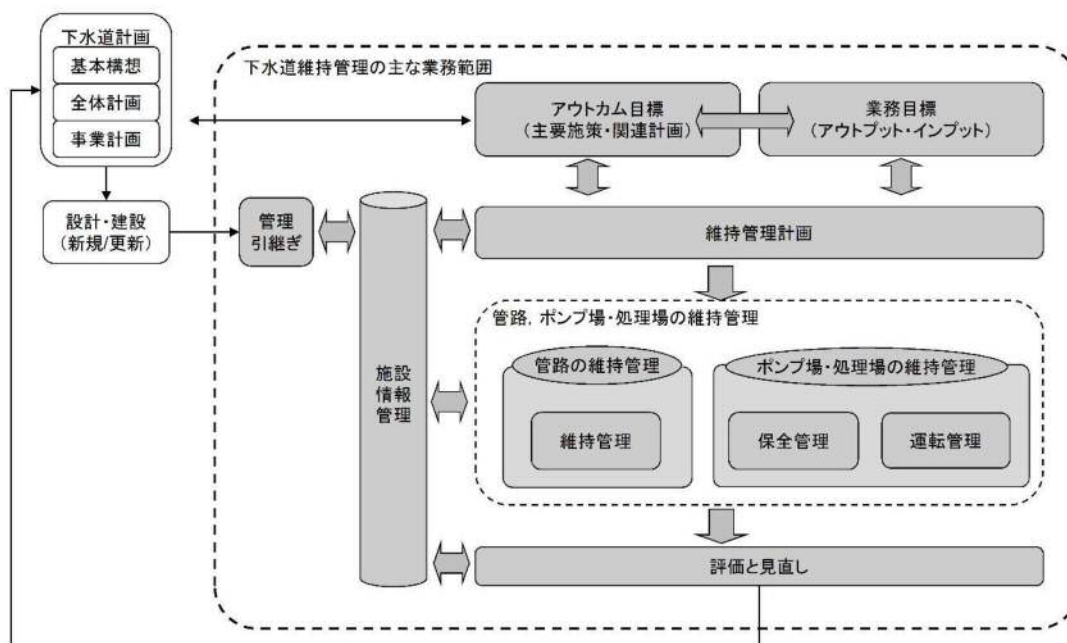 下水道計画
基本構想
全体計画
事業計画
設計・建設
(新規/更新)
下水道維持管理の主な業務範囲
アウトカム目標
(主要施策・関連計画)
業務目標
(アウトプット・インプット)
管理
引継ぎ
維持管理計画
施設
情報
管理
管路，ポンプ場・処理場の維持管理
管路の維持管理
維持管理
ポンプ場・処理場の維持管理
保全管理
運転管理
評価と見直し